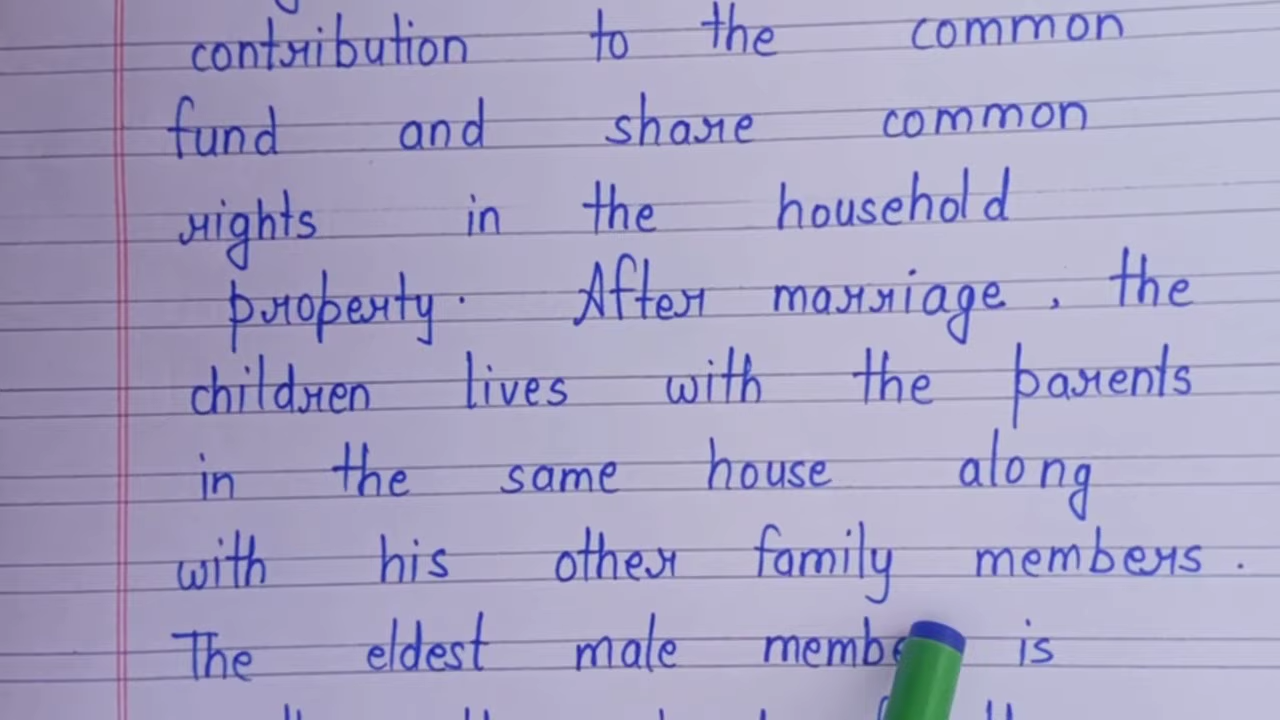 contribution to the common
fund and share common
rights in the household
property. After marriage, the
children lives with the parents
in the same house along
with his other family members.
The eldest male is